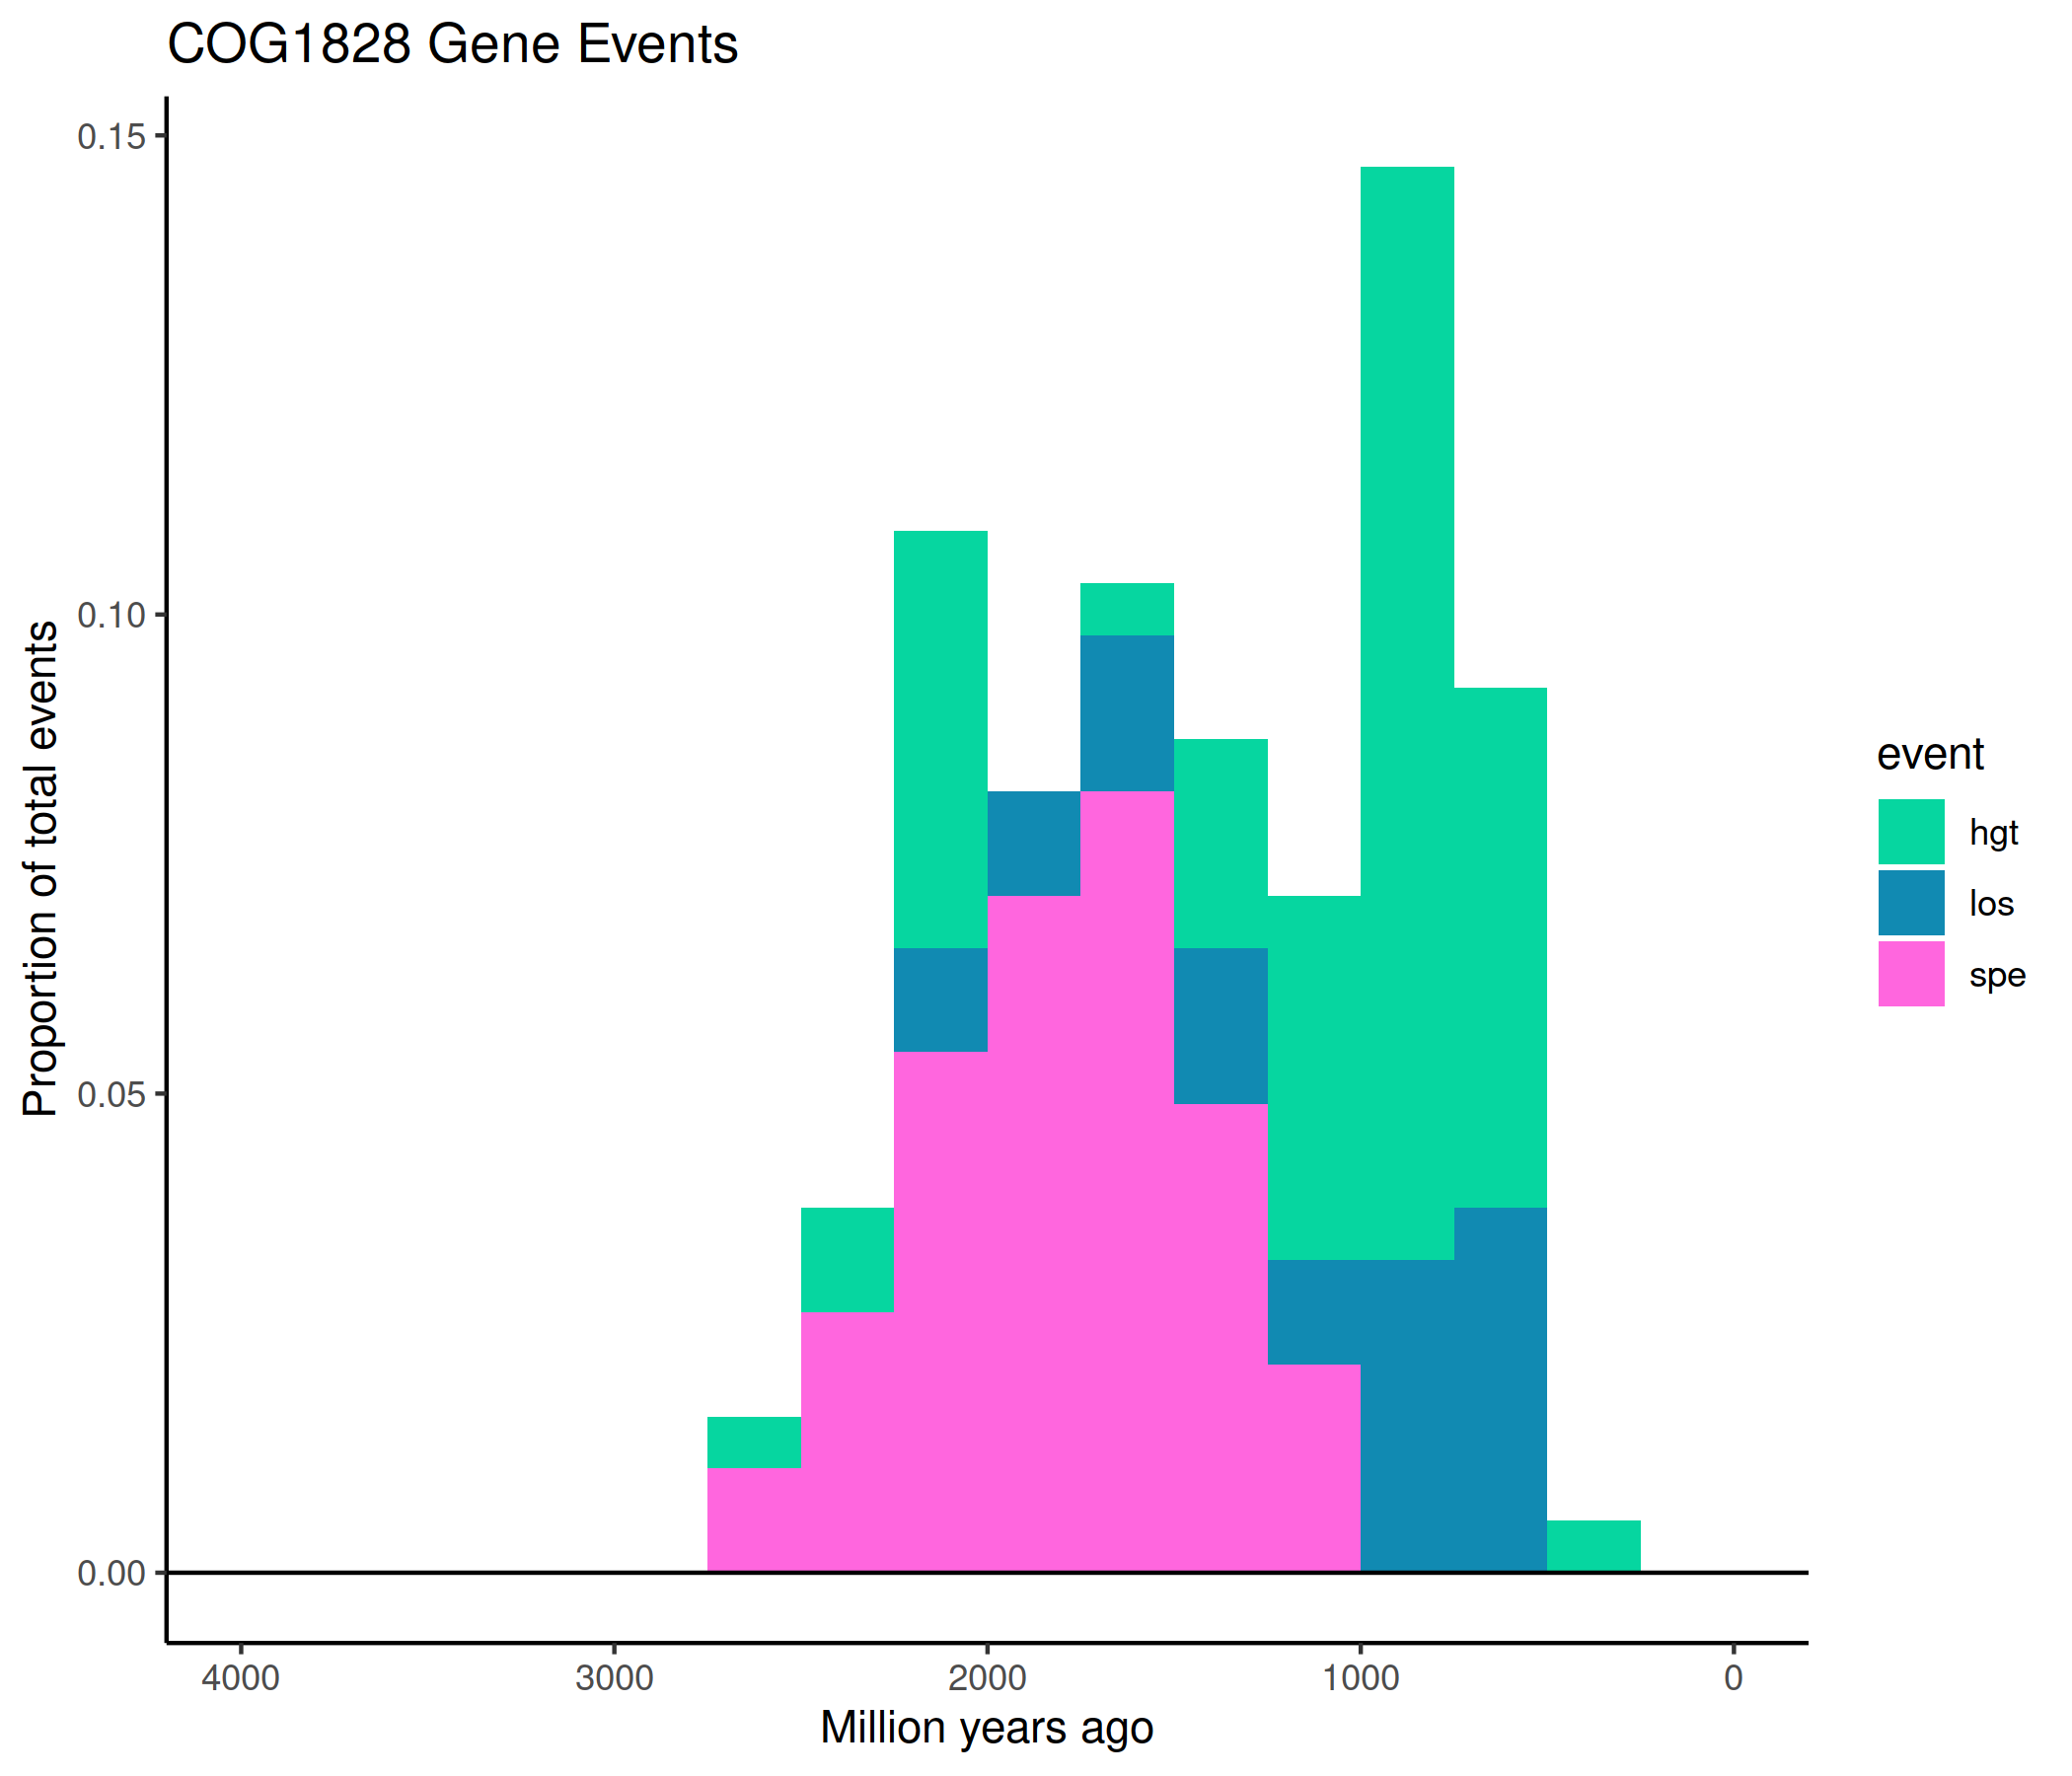 COG1828 Gene Events
Proportion of total events
0.15
0.10
0.05
0.00
4000 3000 2000 1000 0
Million years ago
event
hgt
los
spe